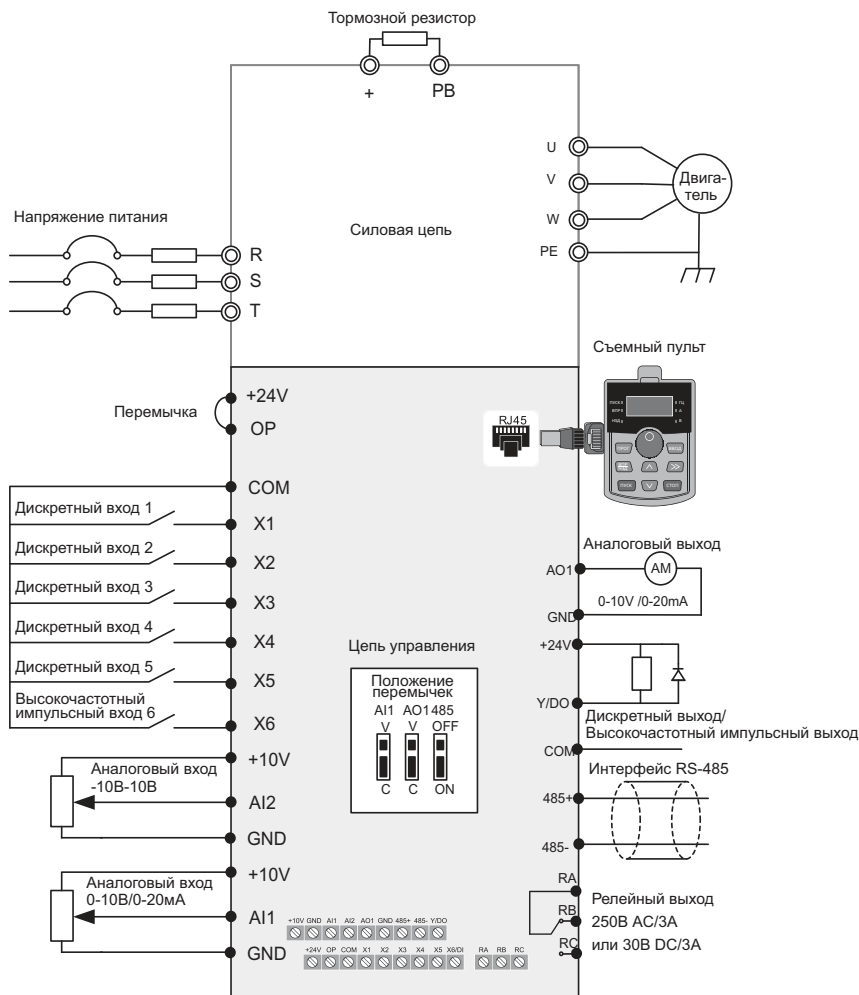 Тормозной резистор
+
PB
U
V
W
PE
Двига-
тель
Напряжение питания
R
S
T
Силовая цепь
Съемный пульт
RJ45
ПРОГ
ВВОД
ПУСК
СТОП
Перемычка
+24V
OP
COM
Дискретный вход 1
X1
Дискретный вход 2
X2
Дискретный вход 3
X3
Дискретный вход 4
X4
Дискретный вход 5
X5
Высокочастотный
импульсный вход 6
X6
+10V
Аналоговый вход
-10В-10В
AI2
GND
+10V
Аналоговый вход
0-10В/0-20мА
AI1
GND
Цепь управления
Положение
перемычек
AI1 AO1 485
V V OFF
C C ON
Аналоговый выход
AO1
AM
0-10V /0-20mA
GND
+24V
Y/DO
Дискретный выход/
Высокочастотный импульсный выход
COM
Интерфейс RS-485
485+
485-
RA
RB
RC
Релейный выход
250В AC/3A
или 30В DC/3A
+10V GND AI1 AI2 AO1 GND 485+ 485- Y/DO
+24V OP COM X1 X2 X3 X4 X5 X6/DI RA RB RC